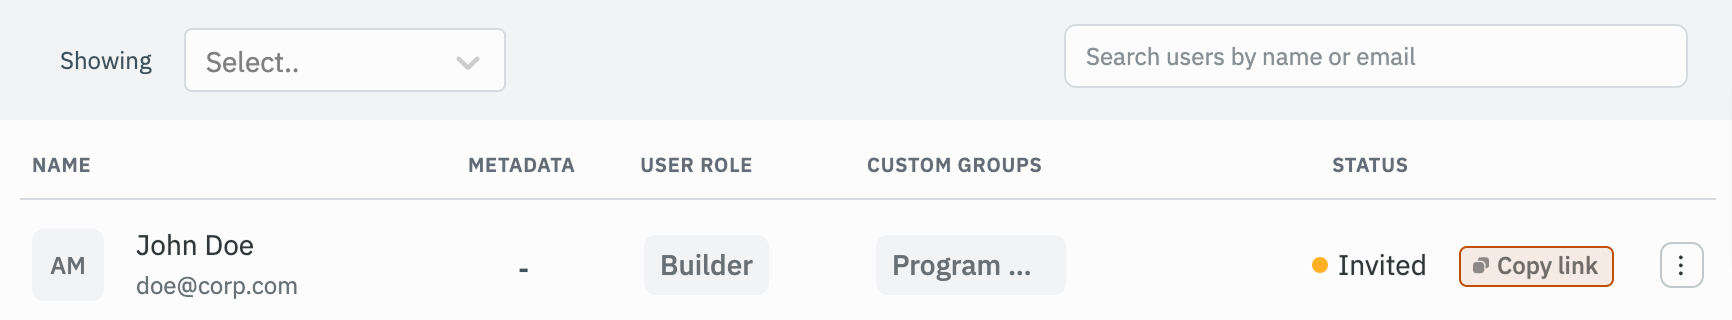 Showing
Select..
Search users by name or email
NAME METADATA USER ROLE CUSTOM GROUPS STATUS
AM John Doe - Builder Program ... Invited Copy link
doe@corp.com